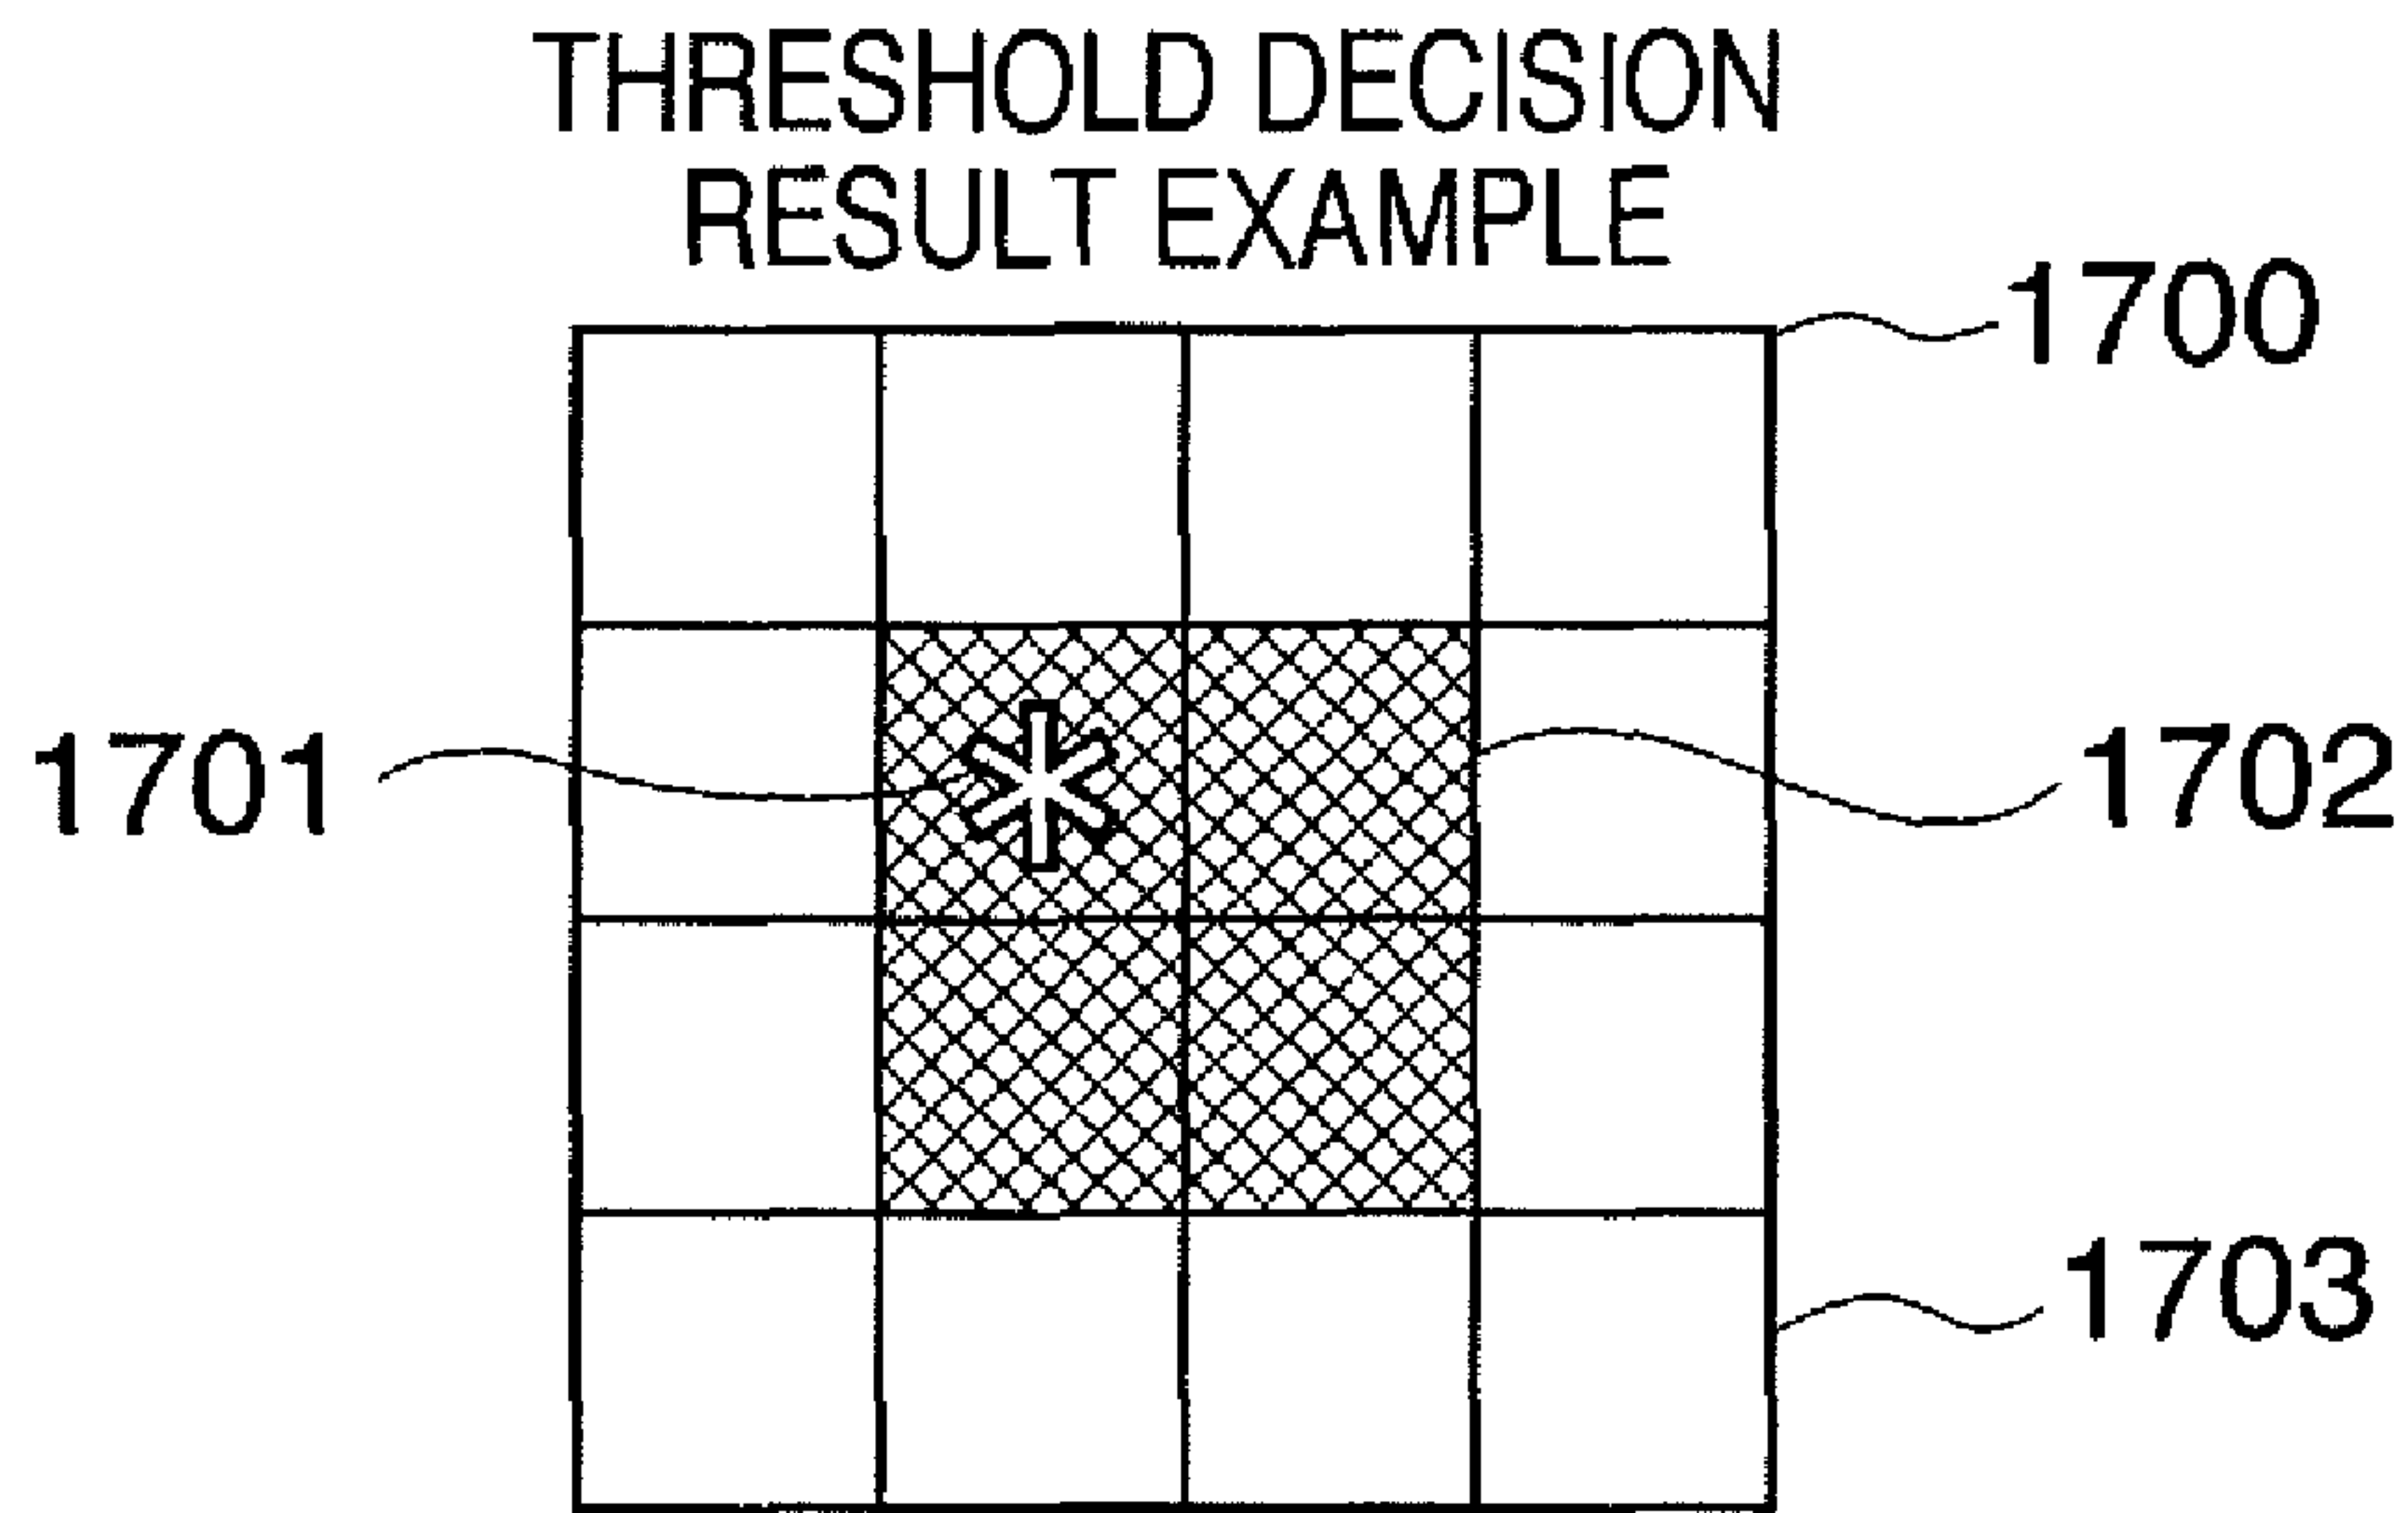 THRESHOLD DECISION
RESULT EXAMPLE
1700
1701
1702
1703